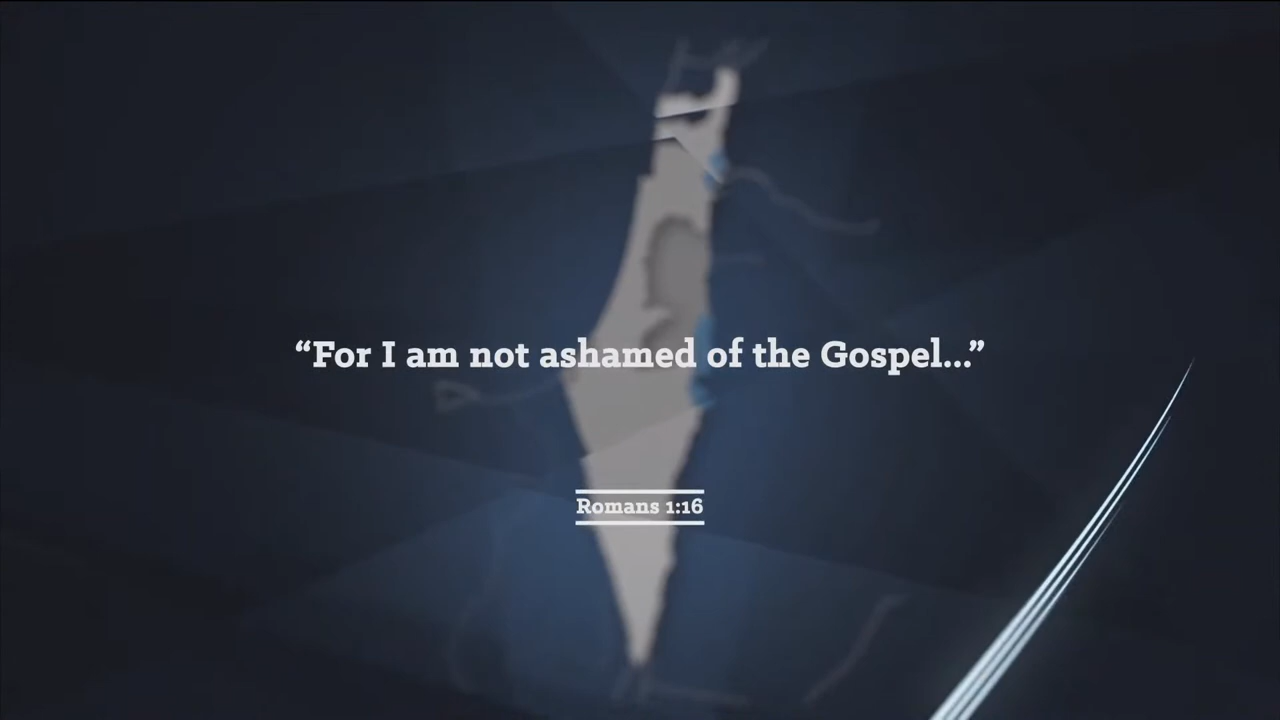 “For I am not ashamed of the Gospel...”
Romans 1:16